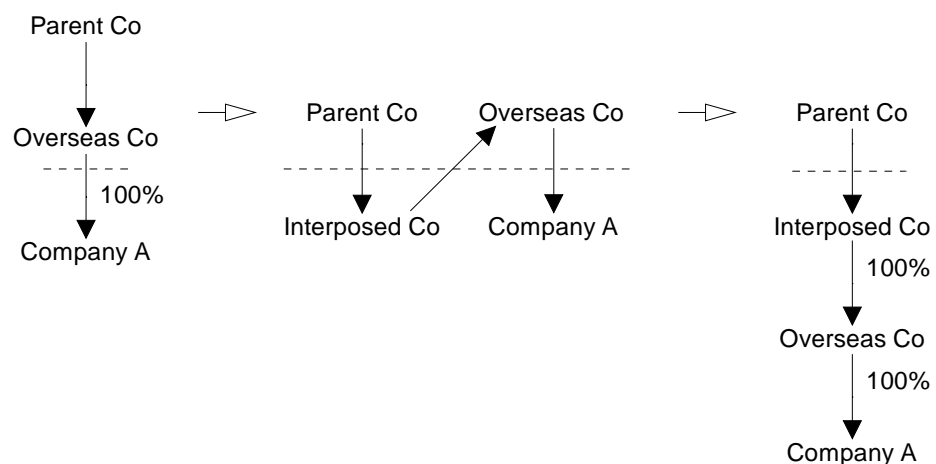 Parent Co
Overseas Co
100%
Company A
Parent Co
Overseas Co
Interposed Co
Company A
Parent Co
Interposed Co
100%
Overseas Co
100%
Company A